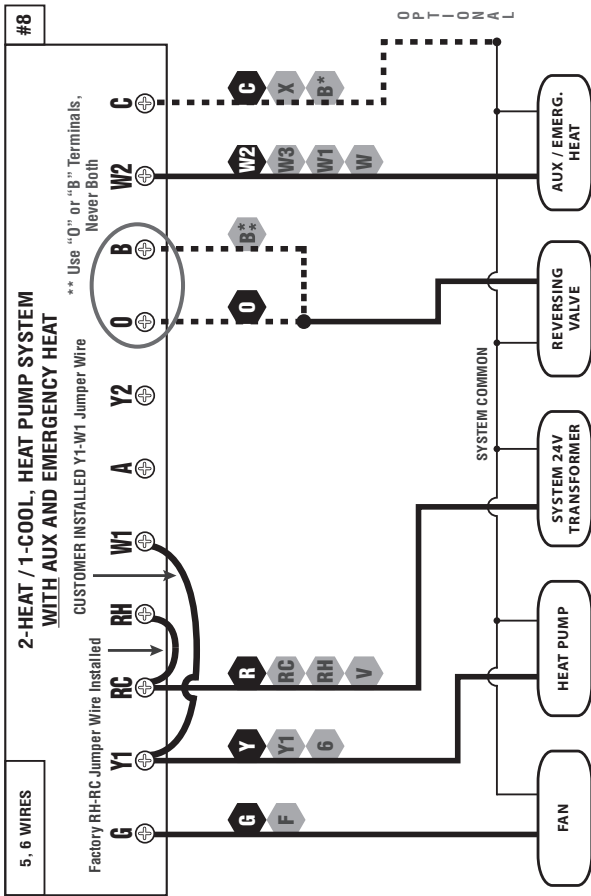 5, 6 WIRES
2-HEAT / 1-COOL, HEAT PUMP SYSTEM
WITH AUX AND EMERGENCY HEAT
#8
Factory RH-RC Jumper Wire Installed
CUSTOMER INSTALLED Y1-W1 Jumper Wire
** Use "O" or "B" Terminals,
Never Both
G Y1 RC RH W1 A Y2 O B W2 C
G Y R O B* W2 C
F Y1 RC W3 X
6 RH W1 B*
V W
OPTIONAL
SYSTEM COMMON
FAN
HEAT PUMP
SYSTEM 24V
TRANSFORMER
REVERSING
VALVE
AUX / EMERG.
HEAT